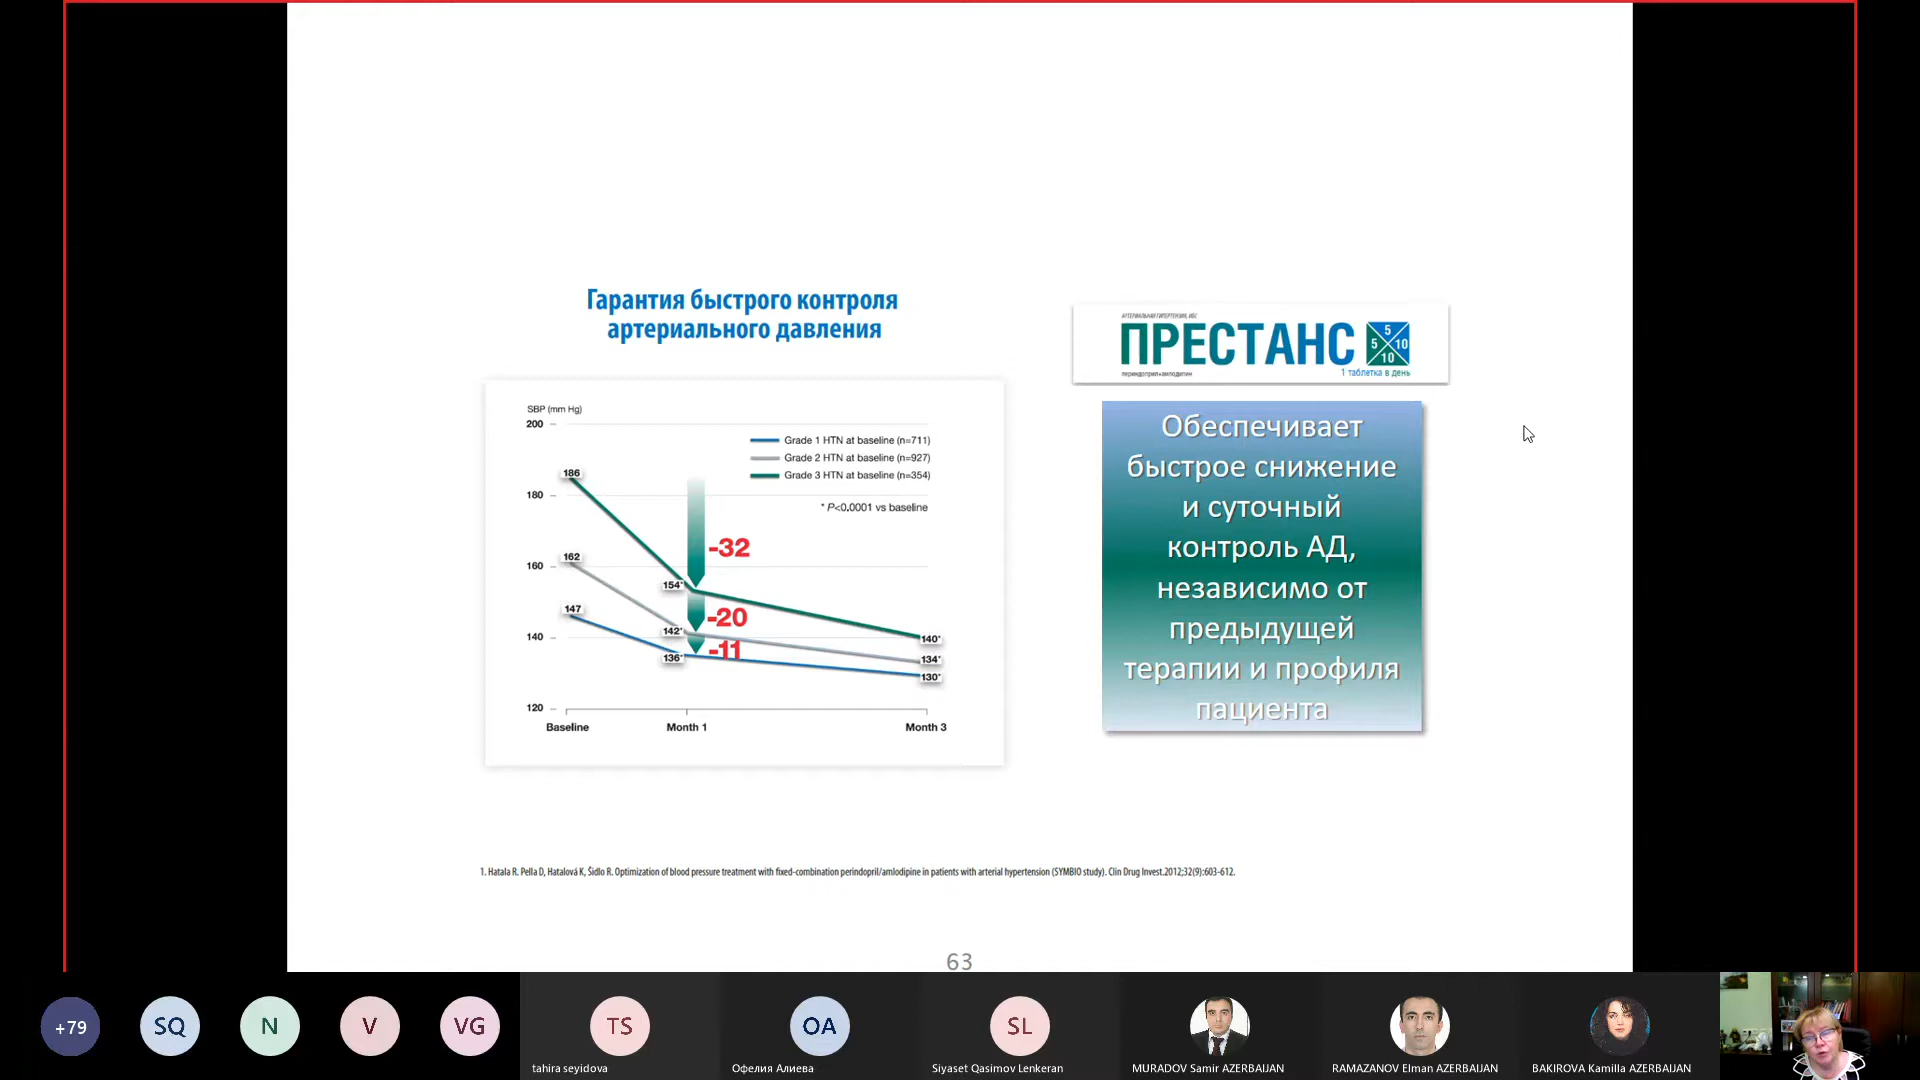 Гарантия быстрого контроля
артериального давления
АРТЕРИАЛЬНАЯ ГИПЕРТЕНЗИЯ, ИБС
ПРЕСТАНС
5
5 10
10
периндоприл+амлодипин
1 таблетка в день
SBP (mm Hg)
200
180
160
140
120
Grade 1 HTN at baseline (n=711)
Grade 2 HTN at baseline (n=927)
Grade 3 HTN at baseline (n=354)
* P<0.0001 vs baseline
186
162
147
154*
142*
136*
-32
-20
-11
140*
134*
130*
Baseline
Month 1
Month 3
Обеспечивает
быстрое снижение
и суточный
контроль АД,
независимо от
предыдущей
терапии и профиля
пациента
1. Hatala R. Pella D, Hatalová K, Šidlo R. Optimization of blood pressure treatment with fixed-combination perindopril/amlodipine in patients with arterial hypertension (SYMBIO study). Clin Drug Invest.2012;32(9):603-612.
63
+79
SQ
N
V
VG
TS
OA
SL
tahira seyidova
Офелия Алиева
Siyaset Qasimov Lenkeran
MURADOV Samir AZERBAIJAN
RAMAZANOV Elman AZERBAIJAN
BAKIROVA Kamilla AZERBAIJAN